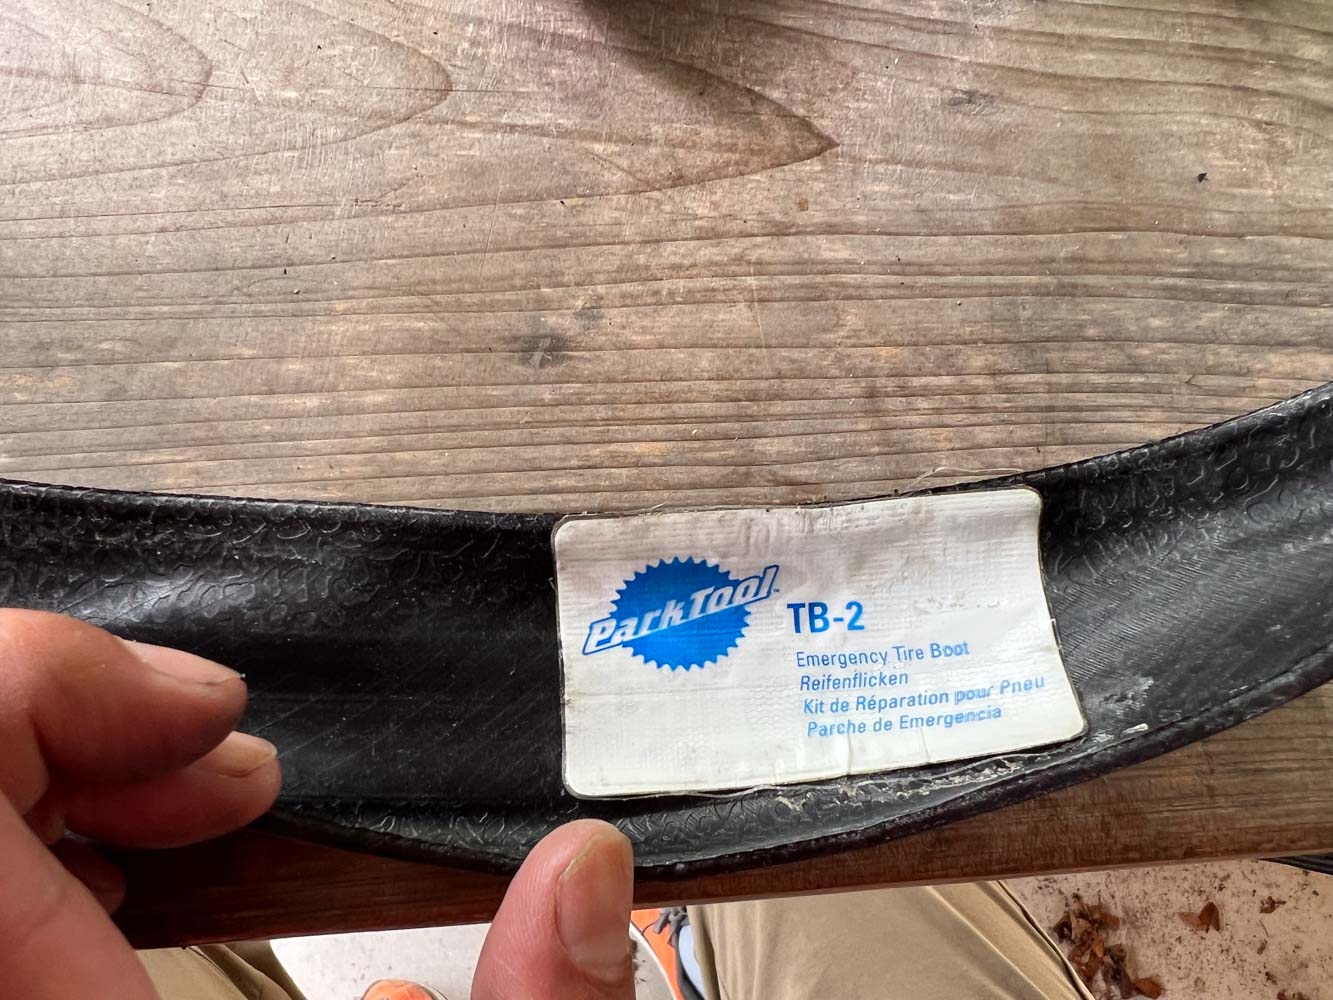 ParkTool
TB-2
Emergency Tire Boot
Reifenflicken
Kit de Réparation pour Pneu
Parche de Emergencia